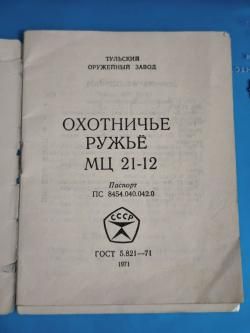 ТУЛЬСКИЙ
ОРУЖЕЙНЫЙ ЗАВОД
ОХОТНИЧЬЕ
РУЖЬЁ
МЦ 21-12
Паспорт
ПС 8454.040.042.0
СССР
ГОСТ 5.821—71
1971